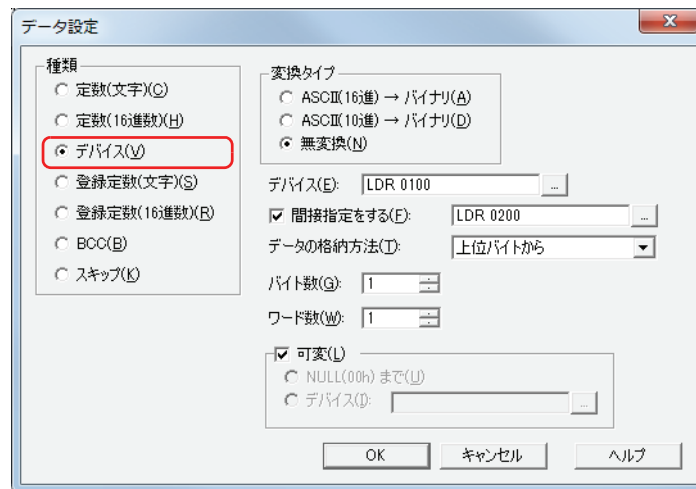 データ設定
種類
定数(文字)(C)
定数(16進数)(H)
デバイス(V)
登録定数(文字)(S)
登録定数(16進数)(R)
BCC(B)
スキップ(K)
変換タイプ
ASCII(16進) → バイナリ(A)
ASCII(10進) → バイナリ(D)
無変換(N)
デバイス(E): LDR 0100 ...
間接指定をする(F): LDR 0200 ...
データの格納方法(T): 上位バイトから
バイト数(G): 1
ワード数(W): 1
可変(L)
NULL(00h) まで(U)
デバイス(I): ...
OK キャンセル ヘルプ